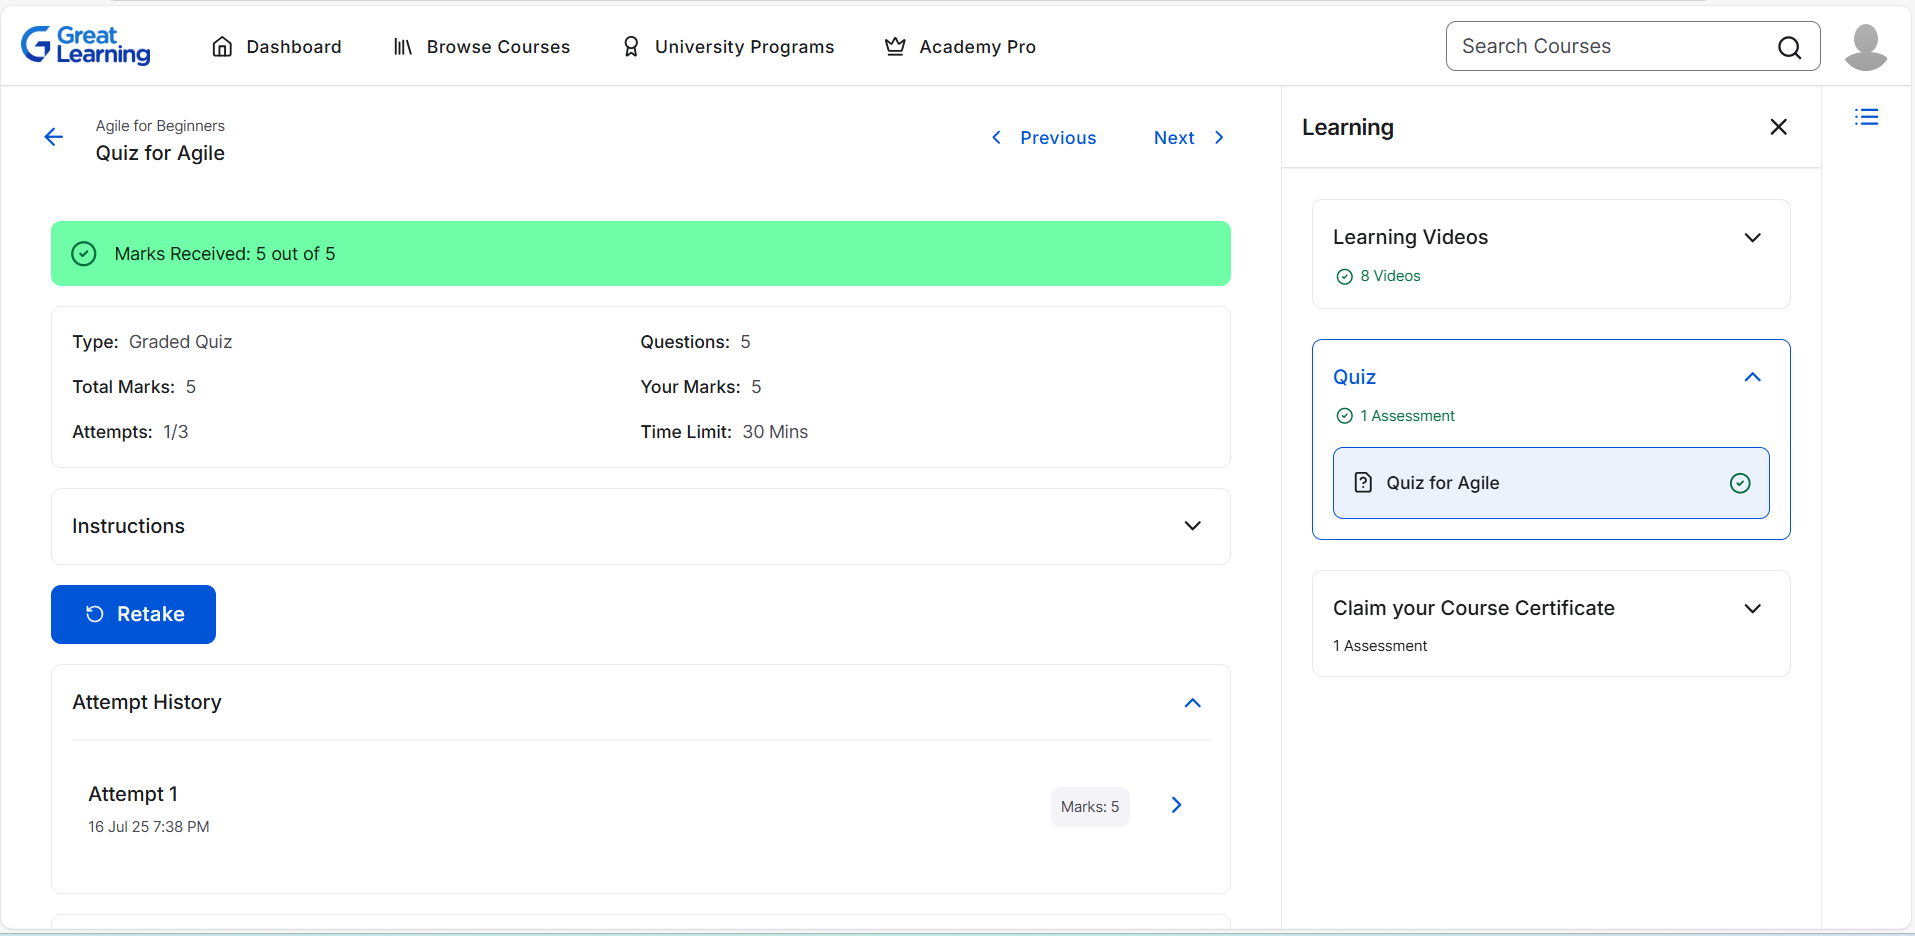 Great Learning
Dashboard
Browse Courses
University Programs
Academy Pro
Search Courses
Agile for Beginners
Quiz for Agile
Previous
Next
Marks Received: 5 out of 5
Type: Graded Quiz
Questions: 5
Total Marks: 5
Your Marks: 5
Attempts: 1/3
Time Limit: 30 Mins
Instructions
Retake
Attempt History
Attempt 1
16 Jul 25 7:38 PM
Marks: 5
Learning
Learning Videos
8 Videos
Quiz
1 Assessment
Quiz for Agile
Claim your Course Certificate
1 Assessment